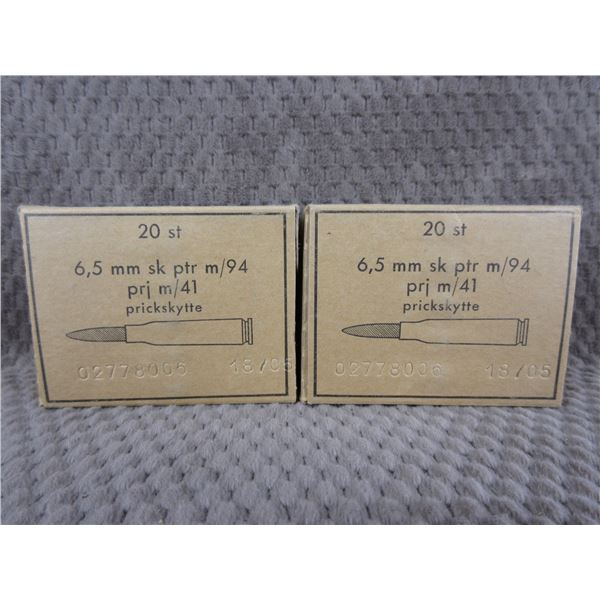 20 st
6,5 mm sk ptr m/94
prj m/41
prickskytte
02778006 18/05
20 st
6,5 mm sk ptr m/94
prj m/41
prickskytte
02778006 18/05